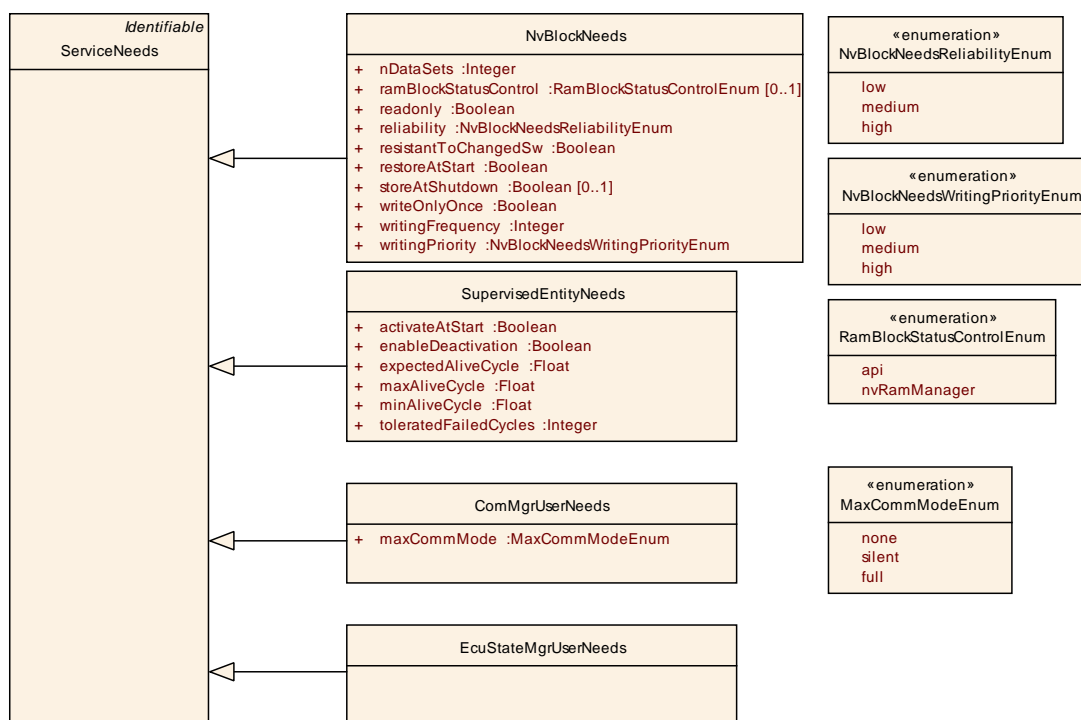 Identifiable
ServiceNeeds
NvBlockNeeds
+ nDataSets :Integer
+ ramBlockStatusControl :RamBlockStatusControlEnum [0..1]
+ readonly :Boolean
+ reliability :NvBlockNeedsReliabilityEnum
+ resistantToChangedSw :Boolean
+ restoreAtStart :Boolean
+ storeAtShutdown :Boolean [0..1]
+ writeOnlyOnce :Boolean
+ writingFrequency :Integer
+ writingPriority :NvBlockNeedsWritingPriorityEnum
SupervisedEntityNeeds
+ activateAtStart :Boolean
+ enableDeactivation :Boolean
+ expectedAliveCycle :Float
+ maxAliveCycle :Float
+ minAliveCycle :Float
+ toleratedFailedCycles :Integer
ComMgrUserNeeds
+ maxCommMode :MaxCommModeEnum
EcuStateMgrUserNeeds
«enumeration»
NvBlockNeedsReliabilityEnum
low
medium
high
«enumeration»
NvBlockNeedsWritingPriorityEnum
low
medium
high
«enumeration»
RamBlockStatusControlEnum
api
nvRamManager
«enumeration»
MaxCommModeEnum
none
silent
full